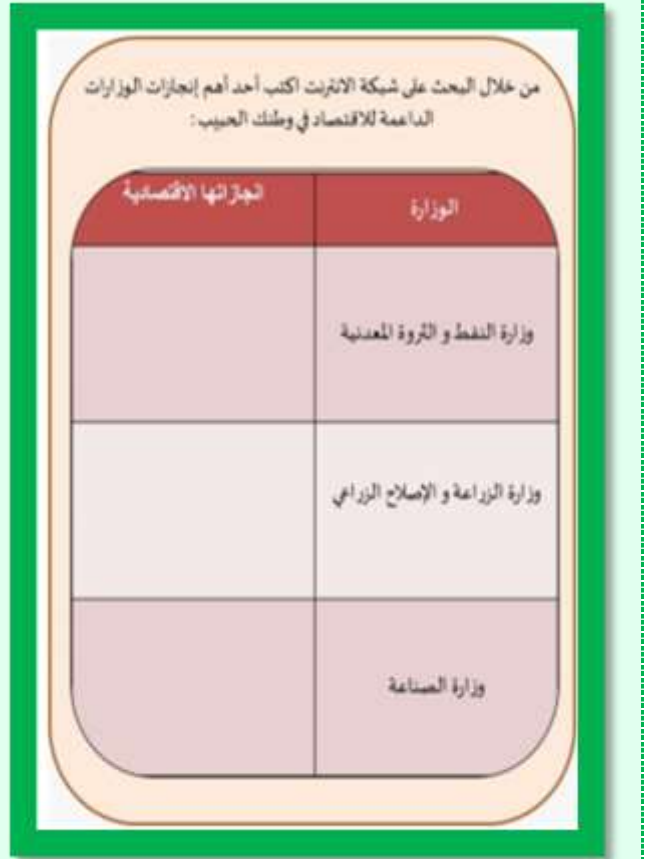 من خلال البحث على شبكة الانترنت اكتب أحد أهم إنجازات الوزارات
الداعمة للاقتصاد في وطنك الحبيب :
الوزارة
انجازاتها الاقتصادية
وزارة النفط و الثروة المعدنية
وزارة الزراعة و الإصلاح الزراعي
وزارة الصناعة